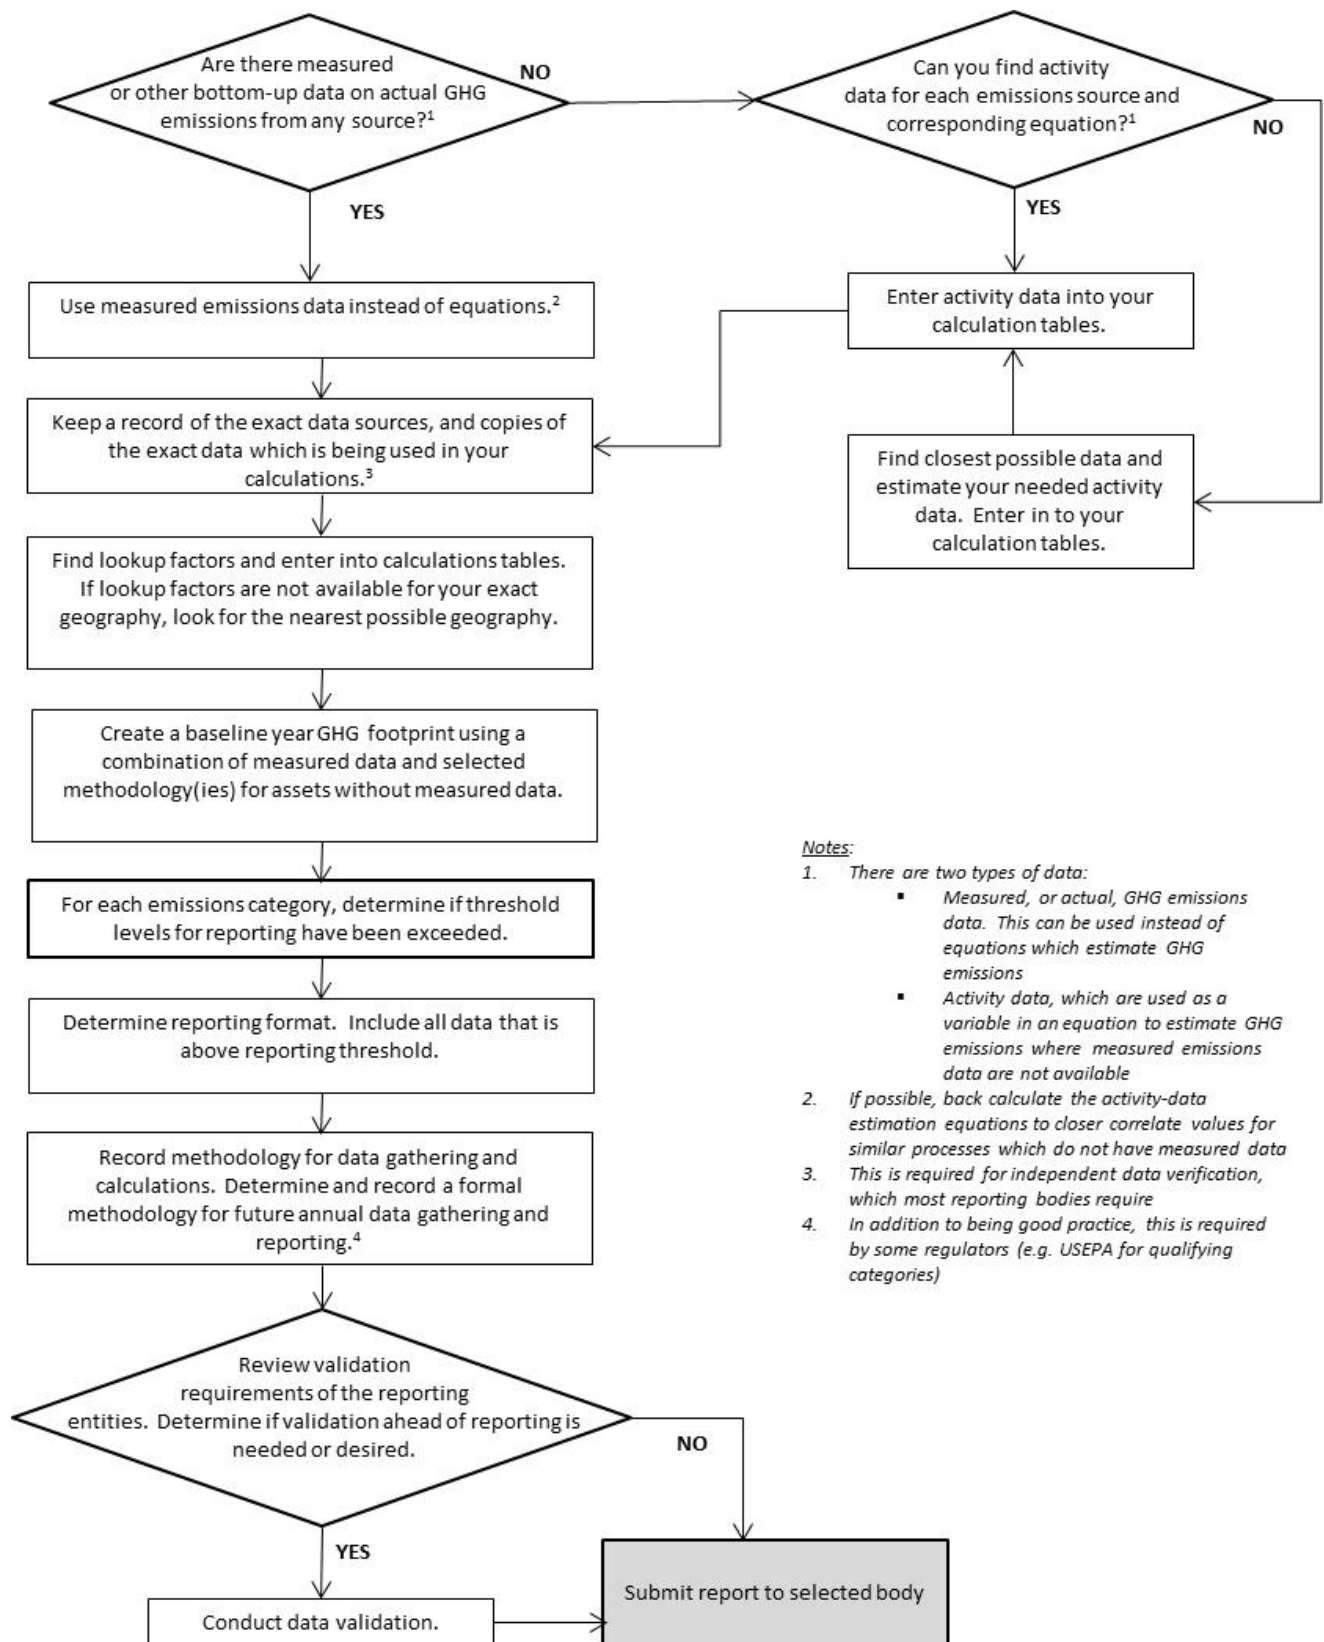 Are there measured
or other bottom-up data on actual GHG
emissions from any source?¹
NO
Can you find activity
data for each emissions source and
corresponding equation?¹
NO
YES
YES
Use measured emissions data instead of equations.²
Enter activity data into your
calculation tables.
Keep a record of the exact data sources, and copies of
the exact data which is being used in your
calculations.³
Find closest possible data and
estimate your needed activity
data. Enter in to your
calculation tables.
Find lookup factors and enter into calculations tables.
If lookup factors are not available for your exact
geography, look for the nearest possible geography.
Create a baseline year GHG footprint using a
combination of measured data and selected
methodology(ies) for assets without measured data.
For each emissions category, determine if threshold
levels for reporting have been exceeded.
Determine reporting format. Include all data that is
above reporting threshold.
Record methodology for data gathering and
calculations. Determine and record a formal
methodology for future annual data gathering and
reporting.⁴
Notes:
1. There are two types of data:
▪ Measured, or actual, GHG emissions
data. This can be used instead of
equations which estimate GHG
emissions
▪ Activity data, which are used as a
variable in an equation to estimate GHG
emissions where measured emissions
data are not available
2. If possible, back calculate the activity-data
estimation equations to closer correlate values for
similar processes which do not have measured data
3. This is required for independent data verification,
which most reporting bodies require
4. In addition to being good practice, this is required
by some regulators (e.g. USEPA for qualifying
categories)
Review validation
requirements of the reporting
entities. Determine if validation ahead of reporting is
needed or desired.
NO
YES
Conduct data validation.
Submit report to selected body